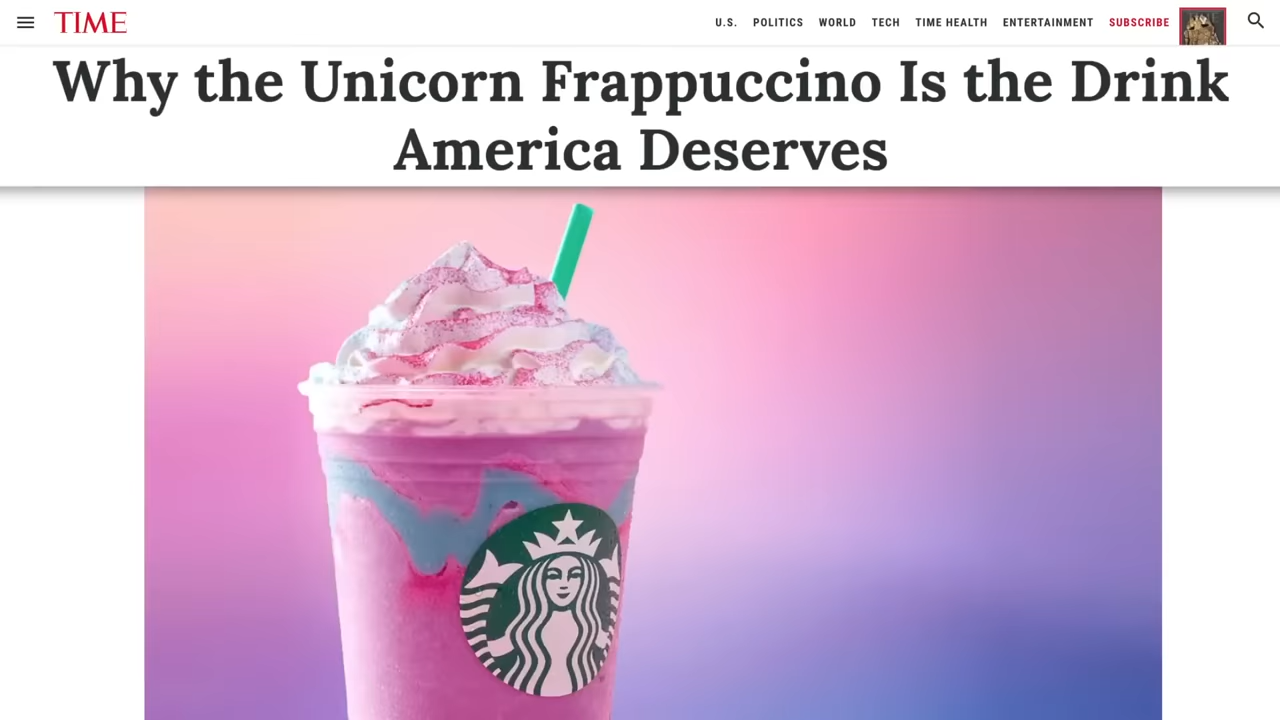 TIME
U.S. POLITICS WORLD TECH TIME HEALTH ENTERTAINMENT SUBSCRIBE
Why the Unicorn Frappuccino Is the Drink
America Deserves